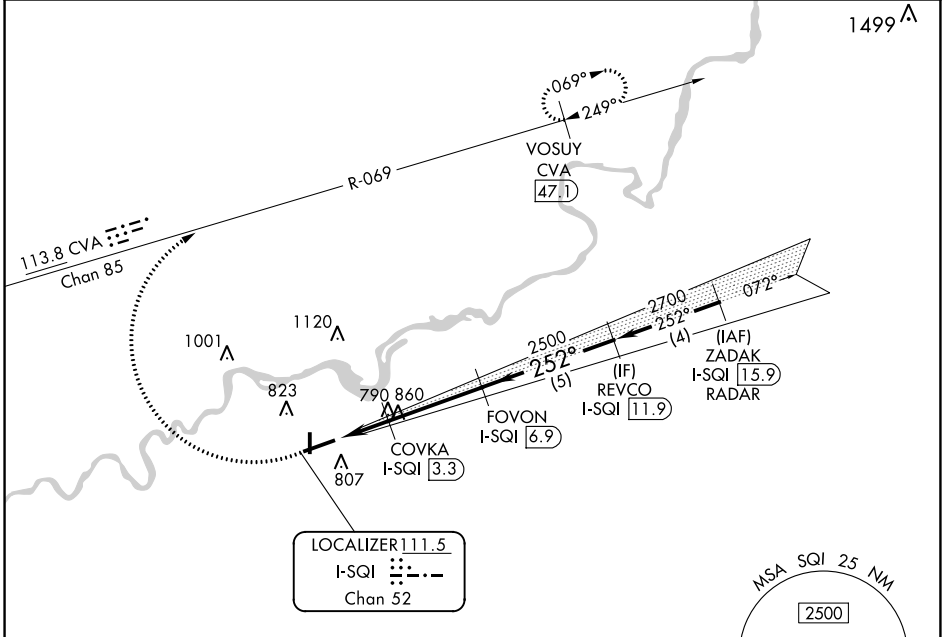 1499
069°
249°
VOSUY
CVA
47.1
R-069
113.8 CVA
Chan 85
1001
1120
823
790 860
807
2500
252°
(5)
2700
252°
(4)
072°
(IAF)
ZADAK
I-SQI 15.9
RADAR
(IF)
REVCO
I-SQI 11.9
FOVON
I-SQI 6.9
COVKA
I-SQI 3.3
LOCALIZER 111.5
I-SQI
Chan 52
MSA SQI 25 NM
2500